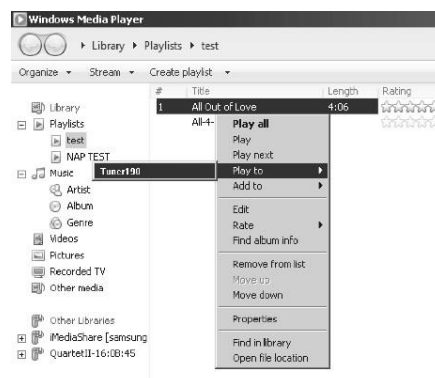 Windows Media Player
Library ▸ Playlists ▸ test
Organize Stream Create playlist
# Title Length Rating
1 All Out of Love 4:06
All-4-
Library
Playlists
test
NAP TEST
Music
Artist
Album
Genre
Videos
Pictures
Recorded TV
Other media
Other Libraries
iMediaShare [samsung
QuartetII-16:0B:45
Tuner190
Play all
Play
Play next
Play to
Add to
Edit
Rate
Find album info
Remove from list
Move up
Move down
Properties
Find in library
Open file location